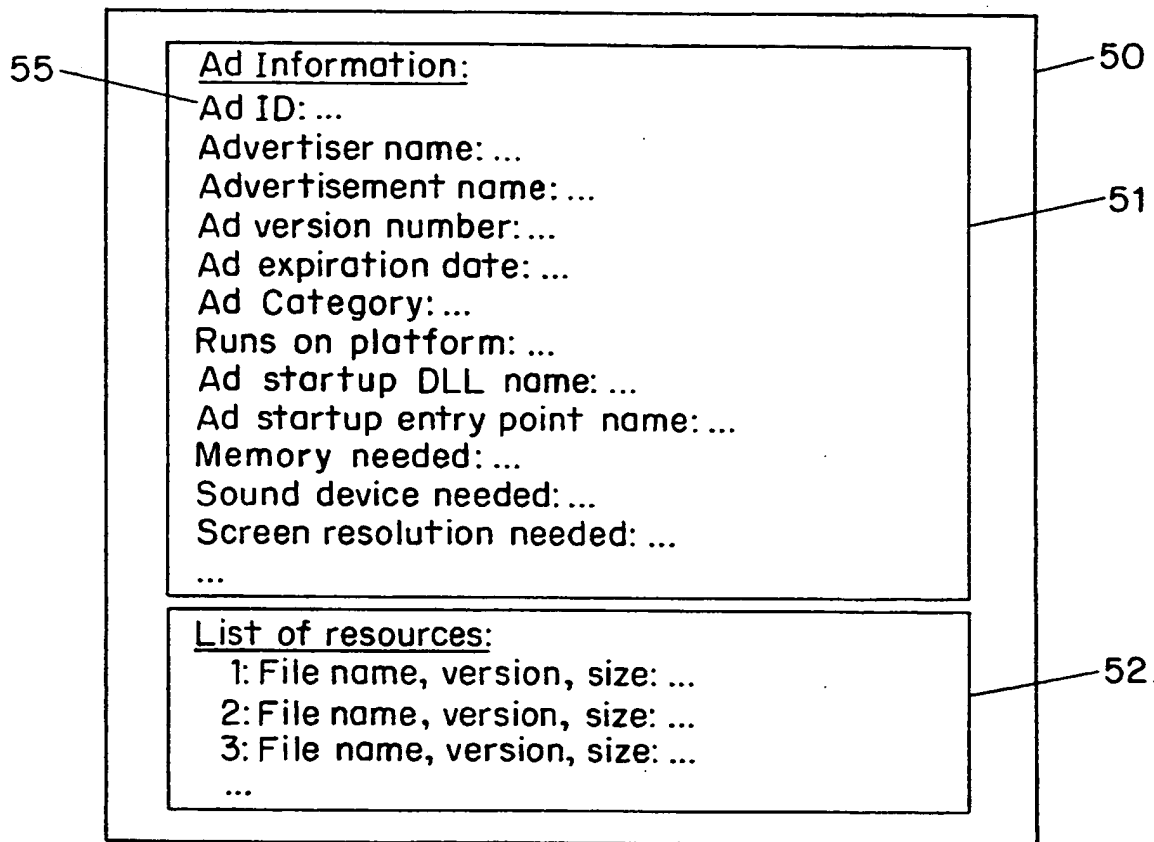 Ad Information:
55
50
Ad ID: ...
Advertiser name: ...
Advertisement name: ...
51
Ad version number: ...
Ad expiration date: ...
Ad Category: ...
Runs on platform: ...
Ad startup DLL name: ...
Ad startup entry point name: ...
Memory needed: ...
Sound device needed: ...
Screen resolution needed: ...
...
List of resources:
1: File name, version, size: ...
52
2: File name, version, size: ...
3: File name, version, size: ...
...